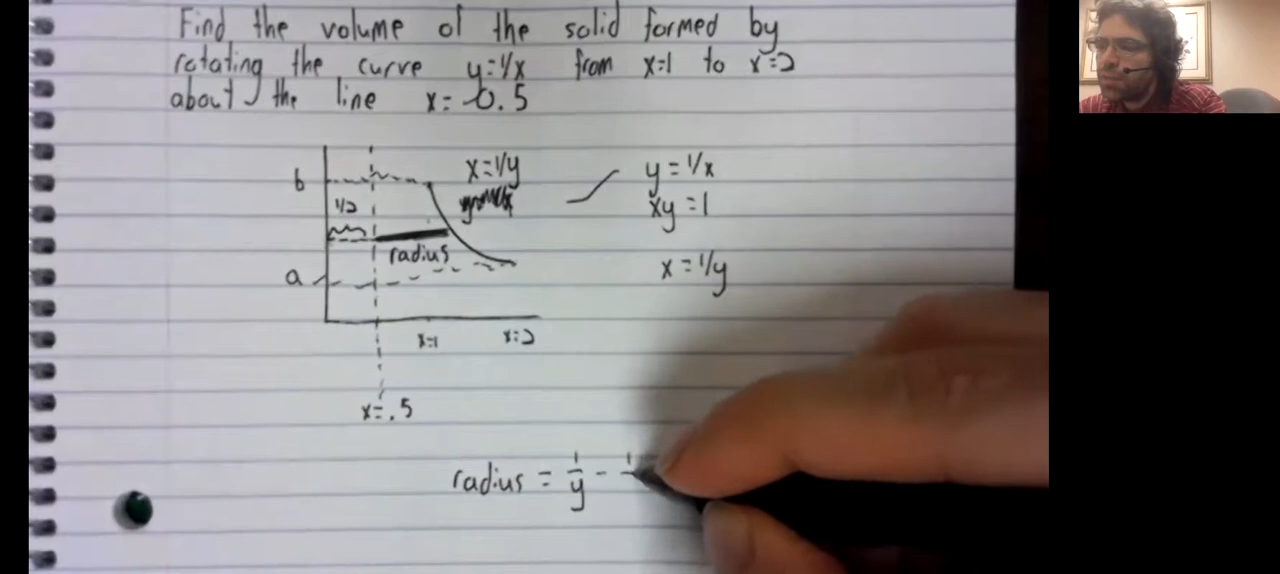 Find the volume of the solid formed by
rotating the curve y=1/x from x=1 to x=2
about the line x=0.5
b
x=1/y
y=1/x
1/2
xy=1
radius
a
x=1/y
x=1
x=2
x=.5
radius = 1/y - 1